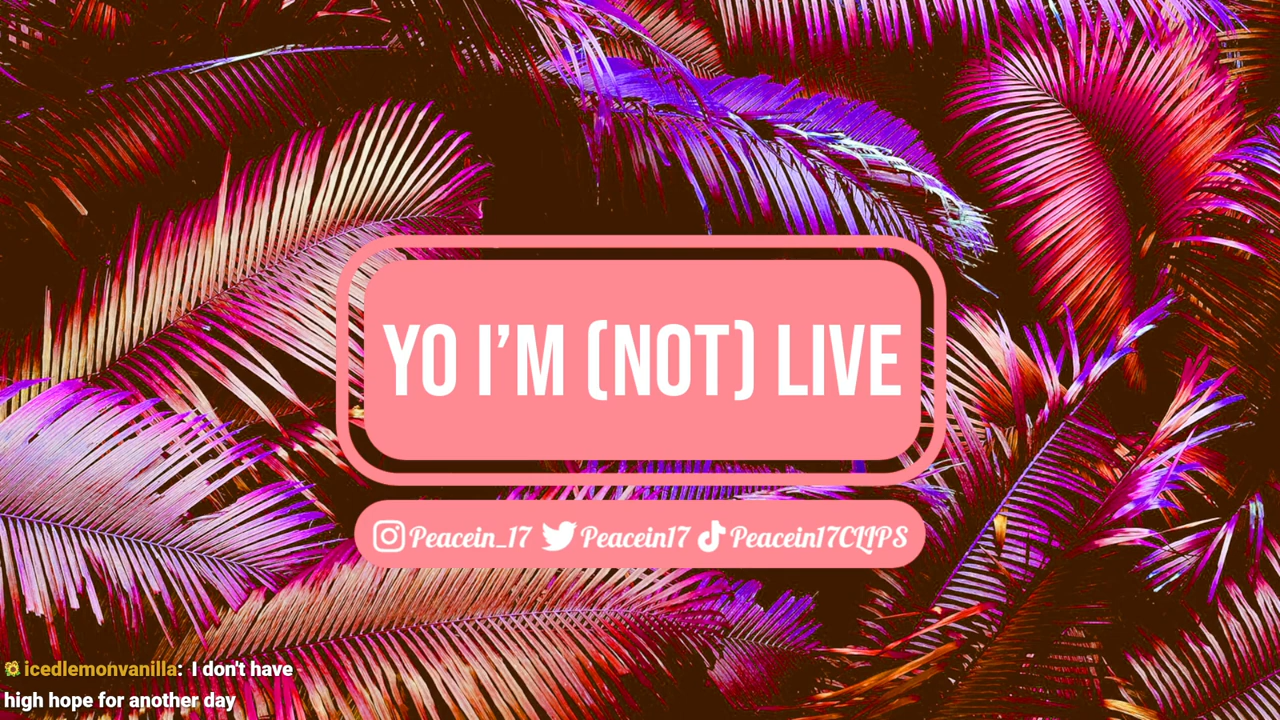 YO I'M (NOT) LIVE
Peacein_17 Peacein17 Peacein17CLIPS
icedlemonvanilla: I don't have
high hope for another day